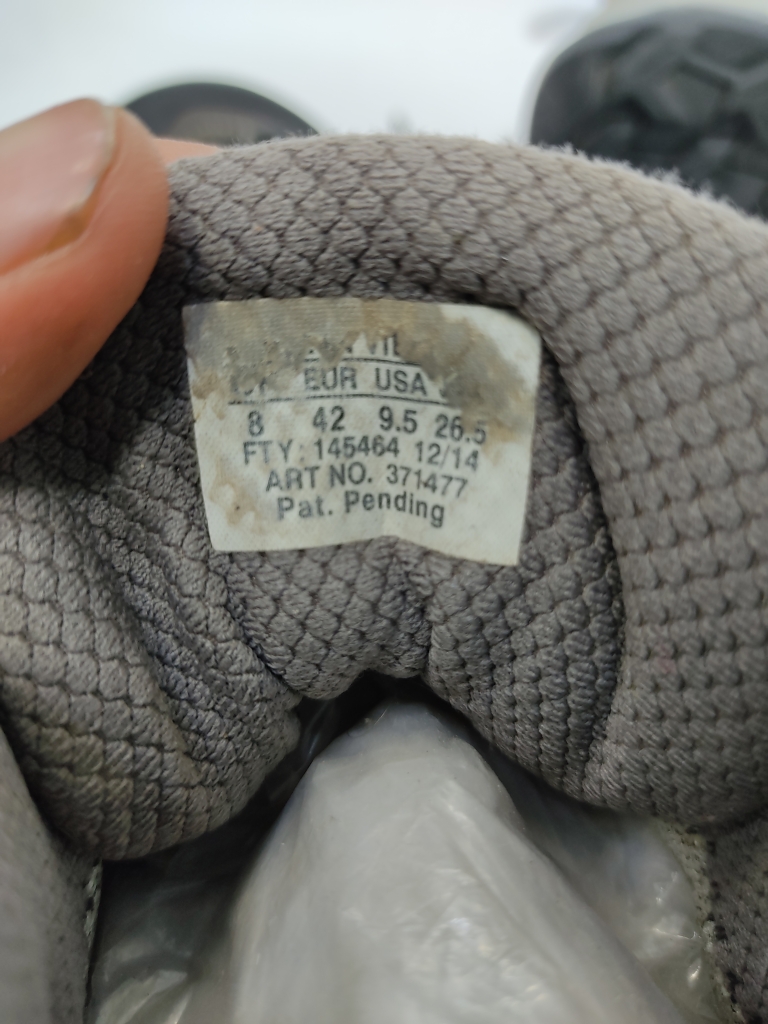 EUR USA
8 42 9.5 26.5
FTY: 145464 12/14
ART NO. 371477
Pat. Pending